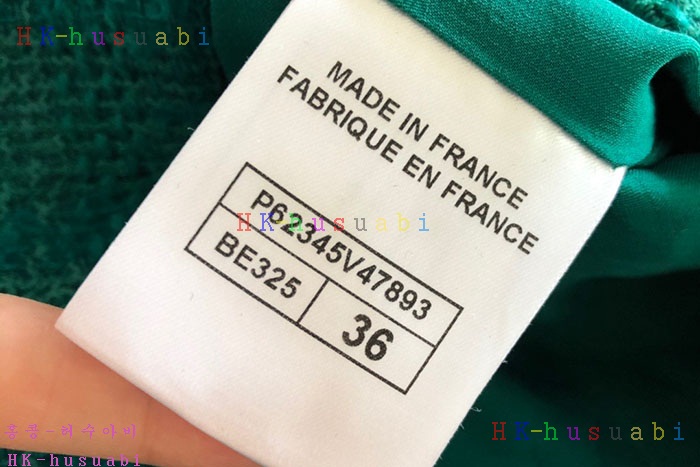 HK-husuabi
MADE IN FRANCE
FABRIQUE EN FRANCE
P62345V47893
HK-husuabi
BE325
36
홍콩-허수아비
HK-husuabi
HK-husuabi